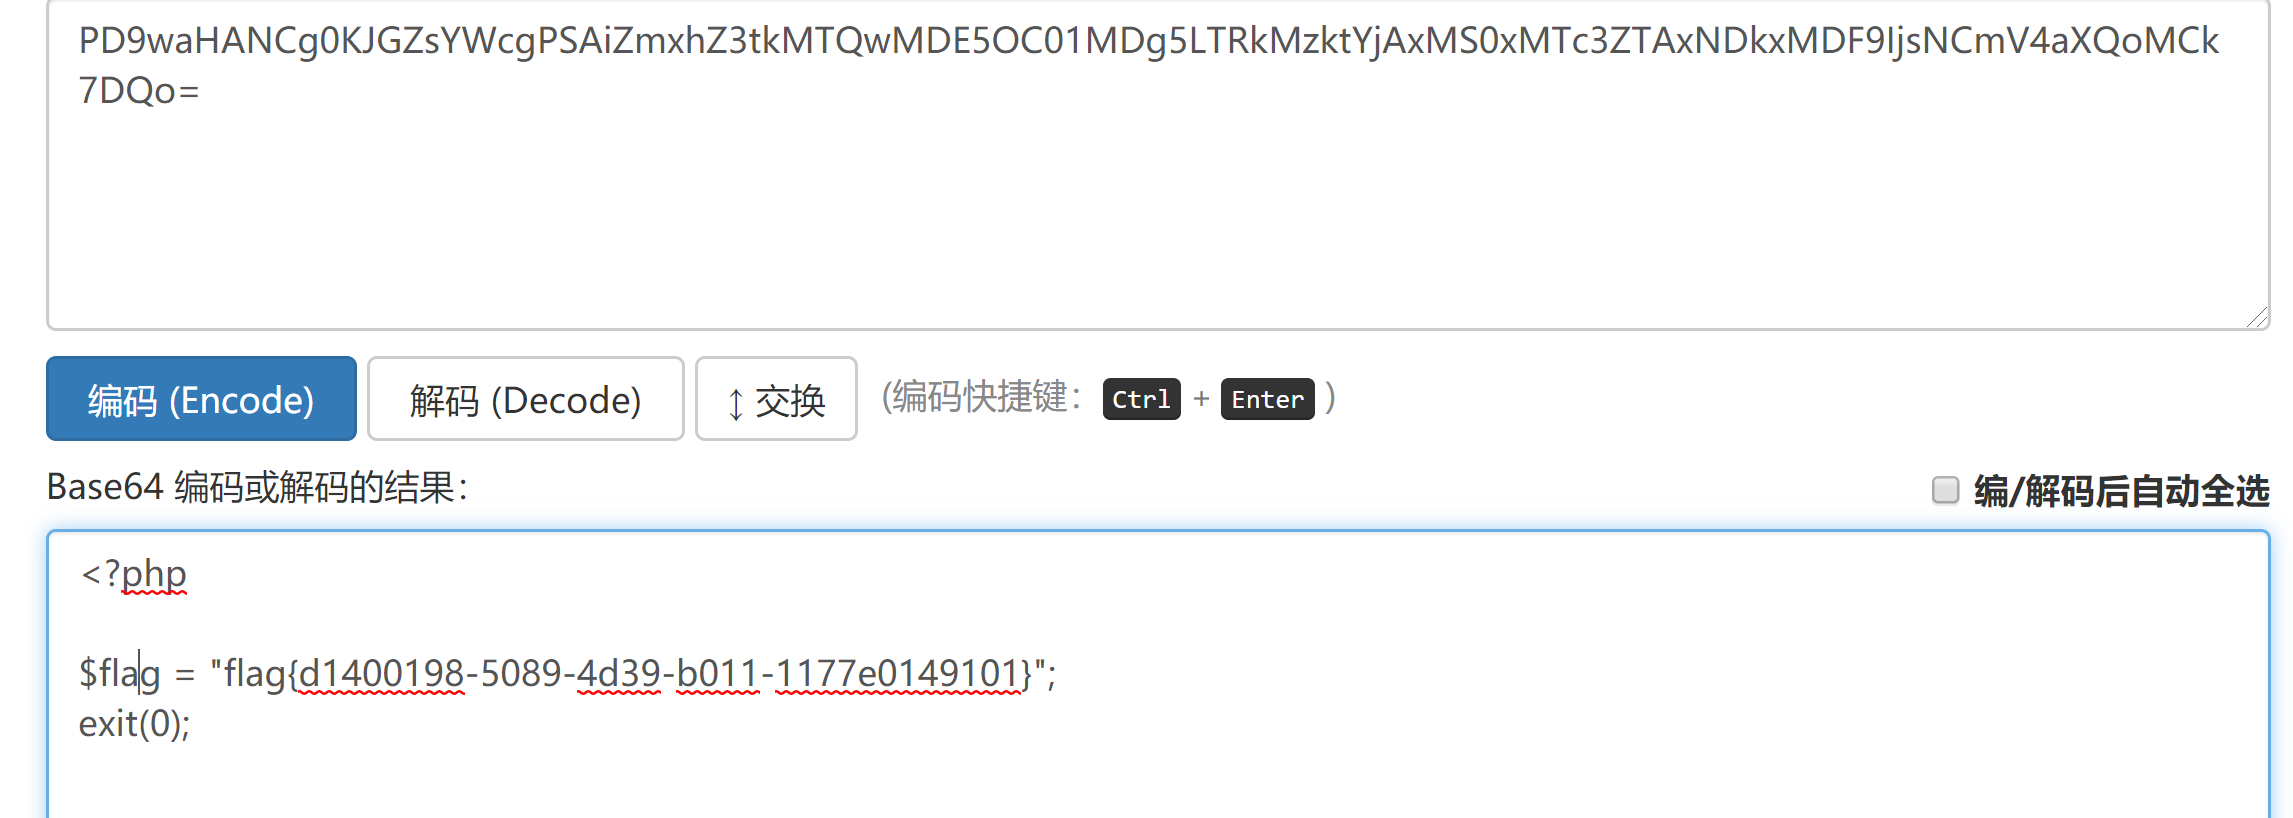 PD9waHANCg0KJGZsYWcgPSAiZmxhZ3tkMTQwMDE5OC01MDg5LTRkMzktYjAxMS0xMTc3ZTAxNDkxMDF9IjsNCmV4aXQoMCk
7DQo=
编码 (Encode) 解码 (Decode) ↕ 交换 (编码快捷键: Ctrl + Enter )
Base64 编码或解码的结果: 编/解码后自动全选
<?php
$flag = "flag{d1400198-5089-4d39-b011-1177e0149101}";
exit(0);